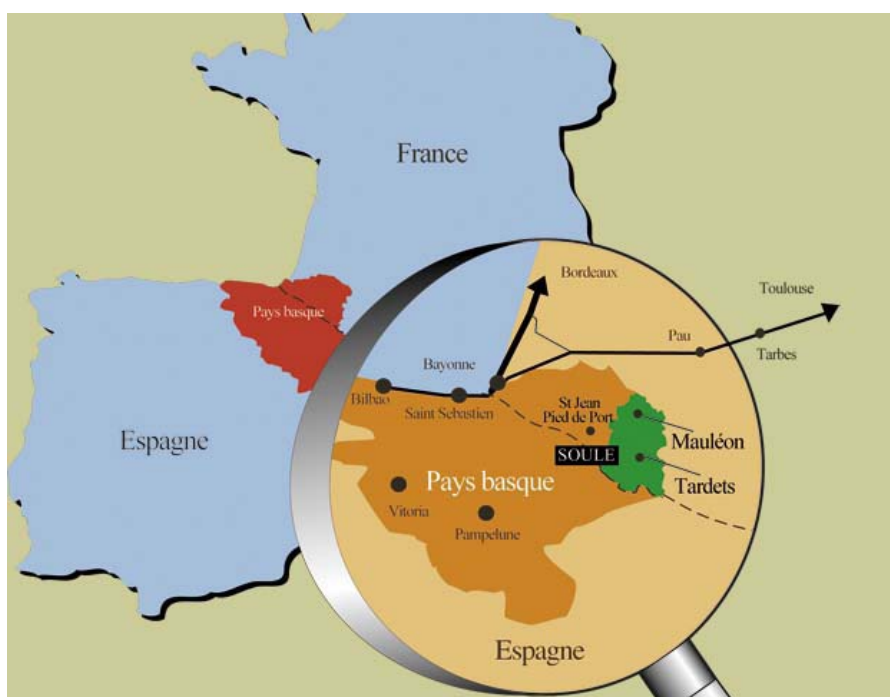 France
Bordeaux
Toulouse
Pays basque
Pau
Tarbes
Bayonne
Bilbao
Saint Sebastien
St Jean
Pied de Port
Mauléon
Espagne
SOULE
Pays basque
Tardets
Vitoria
Pampelune
Espagne